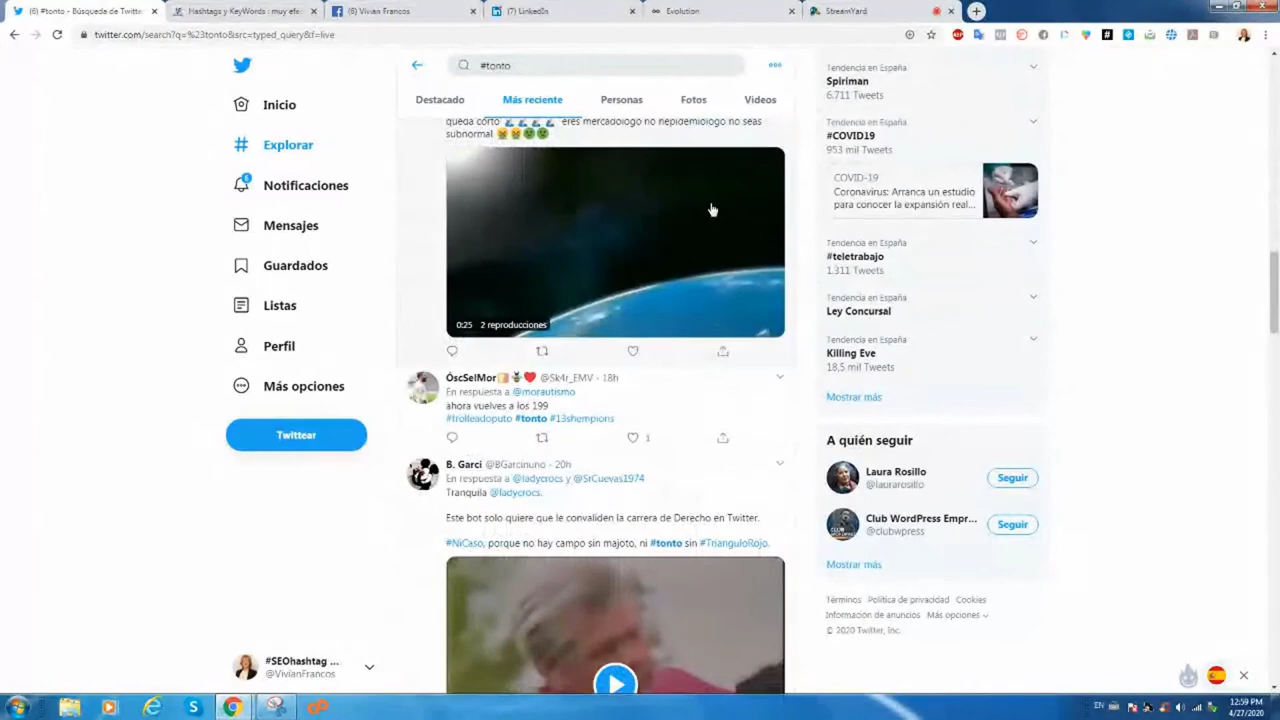 (6) #tonto - Búsqueda de Twitte
Hashtags y KeyWords : muy efe
(6) Vivian Francos
(7) LinkedIn
Evolution
StreamYard
twitter.com/search?q=%23tonto&src=typed_query&f=live
Inicio
Explorar
Notificaciones
Mensajes
Guardados
Listas
Perfil
Más opciones
Twittear
#SEOhashtag ...
@VivianFrancos
#tonto
Destacado
Más reciente
Personas
Fotos
Videos
queda corto eres mercadologo no nepidemiologo no seas
subnormal
0:25 2 reproducciones
ÓscSelMor @Sk4r_EMV · 18h
En respuesta a @morautismo
ahora vuelves a los 199
#trolleadoputo #tonto #13shempions
1
B. Garci @BGarcinuno · 20h
En respuesta a @ladycrocs y @SrCuevas1974
Tranquila @ladycrocs.
Este bot solo quiere que le convaliden la carrera de Derecho en Twitter.
#NiCaso, porque no hay campo sin majoto, ni #tonto sin #TrianguloRojo.
Tendencia en España
Spiriman
6.711 Tweets
Tendencia en España
#COVID19
953 mil Tweets
COVID-19
Coronavirus: Arranca un estudio
para conocer la expansión real...
Tendencia en España
#teletrabajo
1.311 Tweets
Tendencia en España
Ley Concursal
Tendencia en España
Killing Eve
18,5 mil Tweets
Mostrar más
A quién seguir
Laura Rosillo
@laurarosillo
Seguir
Club WordPress Empr...
@clubwpress
Seguir
Mostrar más
Términos Política de privacidad Cookies
Información de anuncios Más opciones
© 2020 Twitter, Inc.
EN
12:59 PM
4/27/2020